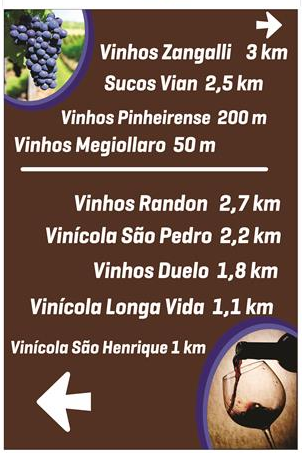 Vinhos Zangalli 3 km
Sucos Vian 2,5 km
Vinhos Pinheirense 200 m
Vinhos Megiollaro 50 m
Vinhos Randon 2,7 km
Vinícola São Pedro 2,2 km
Vinhos Duelo 1,8 km
Vinícola Longa Vida 1,1 km
Vinícola São Henrique 1 km